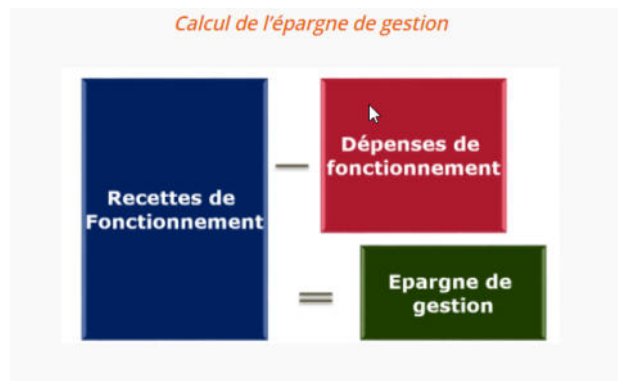 Calcul de l'épargne de gestion
Recettes de
Fonctionnement
—
Dépenses de
fonctionnement
=
Epargne de
gestion